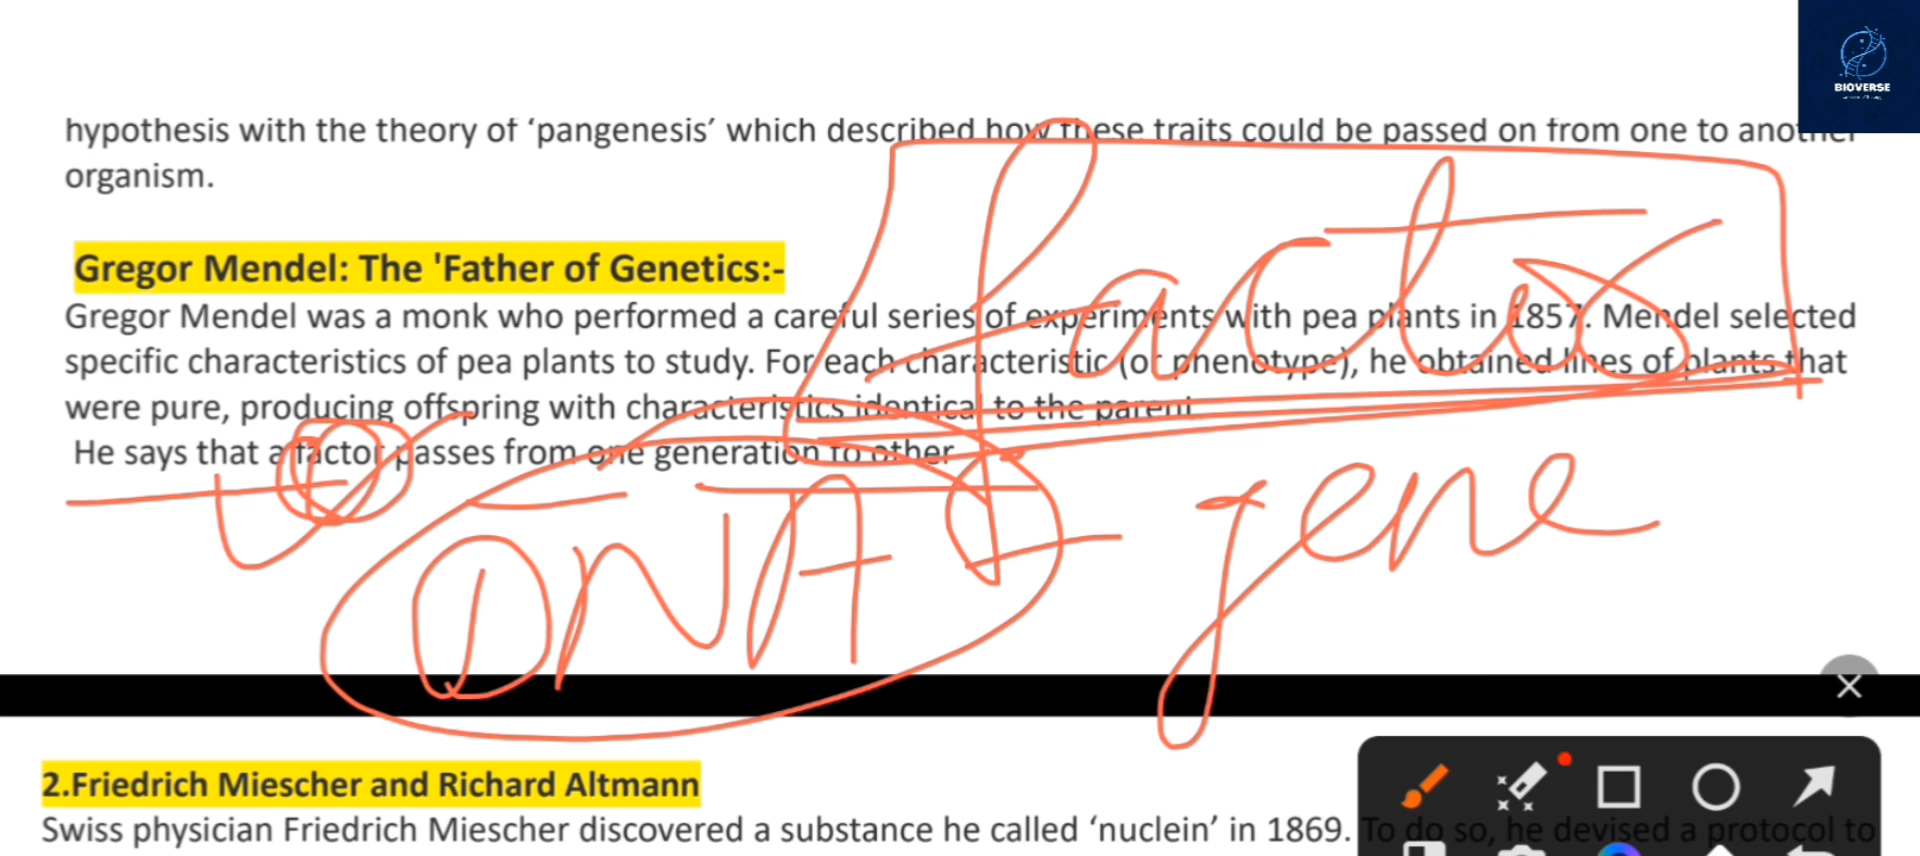 BIOVERSE
hypothesis with the theory of ‘pangenesis’ which described how these traits could be passed on from one to another
organism.
Gregor Mendel: The 'Father of Genetics:-
Gregor Mendel was a monk who performed a careful series of experiments with pea plants in 1857. Mendel selected
specific characteristics of pea plants to study. For each characteristic (or phenotype), he obtained lines of plants that
were pure, producing offspring with characteristics identical to the parent
He says that a factor passes from one generation to other
factor
DNA
gene
2.Friedrich Miescher and Richard Altmann
Swiss physician Friedrich Miescher discovered a substance he called ‘nuclein’ in 1869. To do so, he devised a protocol to